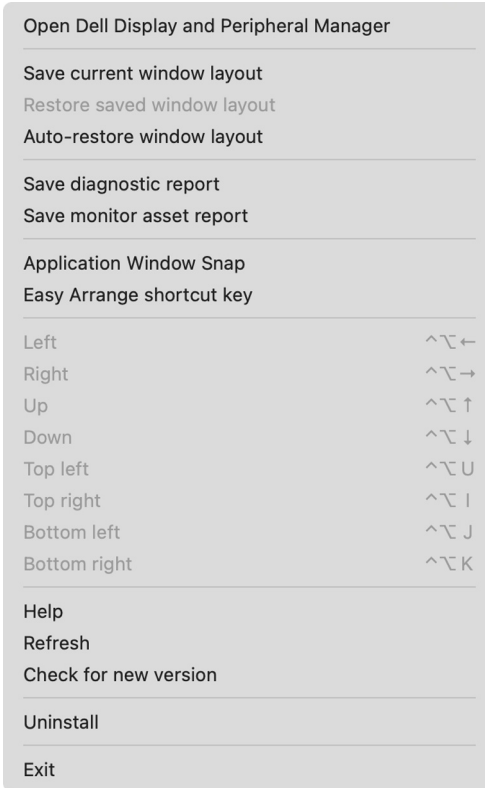 Open Dell Display and Peripheral Manager
Save current window layout
Restore saved window layout
Auto-restore window layout
Save diagnostic report
Save monitor asset report
Application Window Snap
Easy Arrange shortcut key
Left ^⌥←
Right ^⌥→
Up ^⌥↑
Down ^⌥↓
Top left ^⌥U
Top right ^⌥I
Bottom left ^⌥J
Bottom right ^⌥K
Help
Refresh
Check for new version
Uninstall
Exit